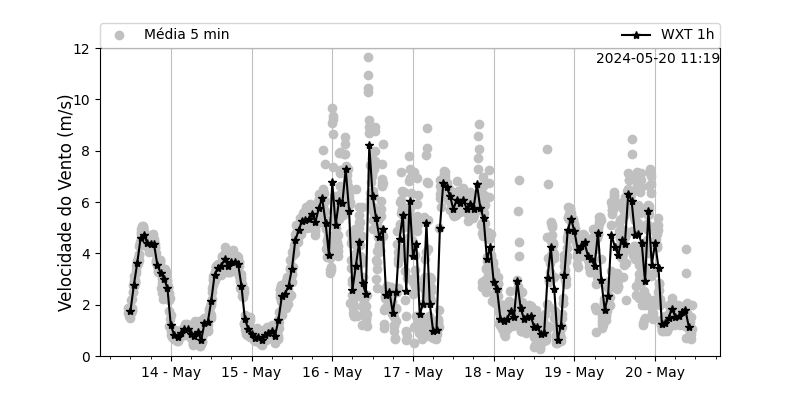 Média 5 min
WXT 1h
2024-05-20 11:19
Velocidade do Vento (m/s)
12
10
8
6
4
2
0
14 - May
15 - May
16 - May
17 - May
18 - May
19 - May
20 - May